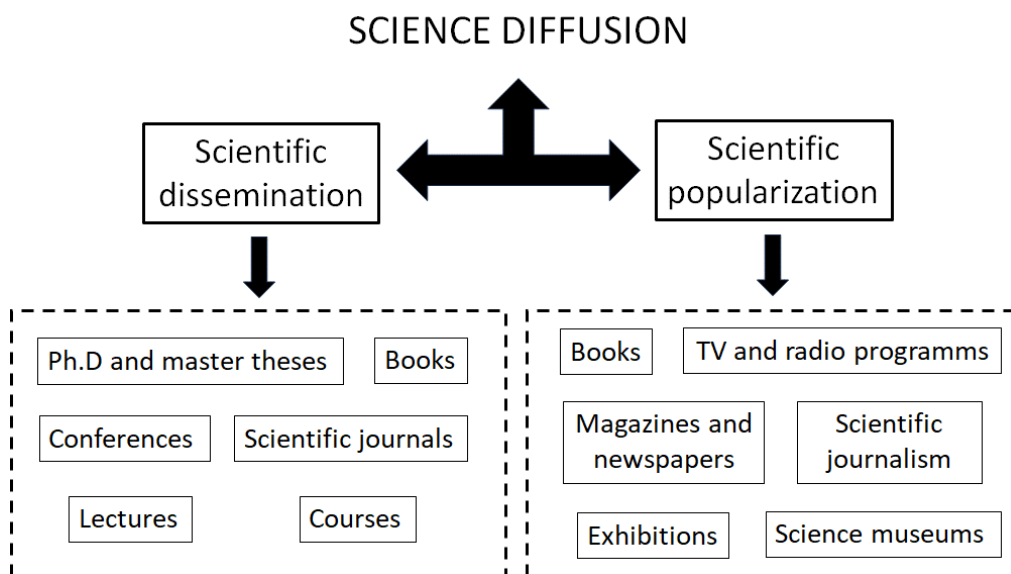 SCIENCE DIFFUSION
Scientific
dissemination
Scientific
popularization
Ph.D and master theses
Books
Conferences
Scientific journals
Lectures
Courses
Books
TV and radio programms
Magazines and
newspapers
Scientific
journalism
Exhibitions
Science museums